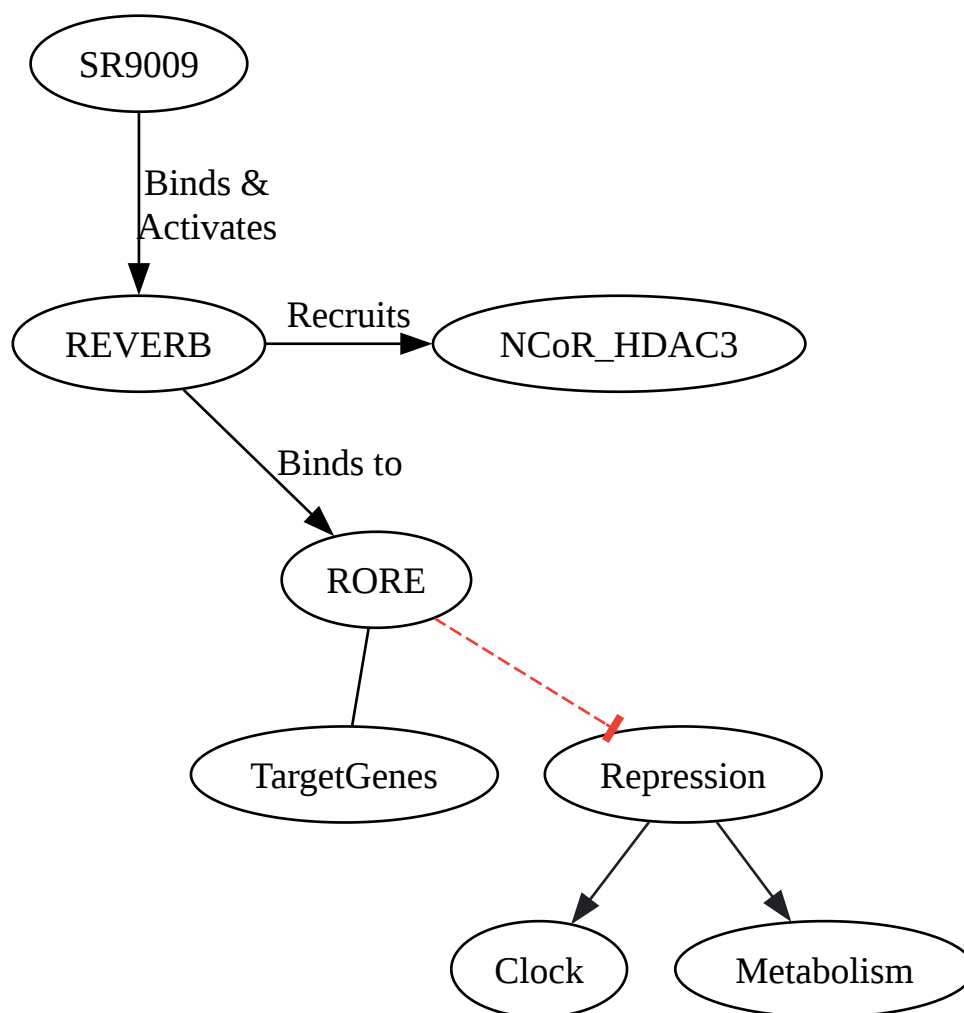 SR9009
Binds &
Activates
REVERB
Recruits
NCoR_HDAC3
Binds to
RORE
TargetGenes
Repression
Clock
Metabolism